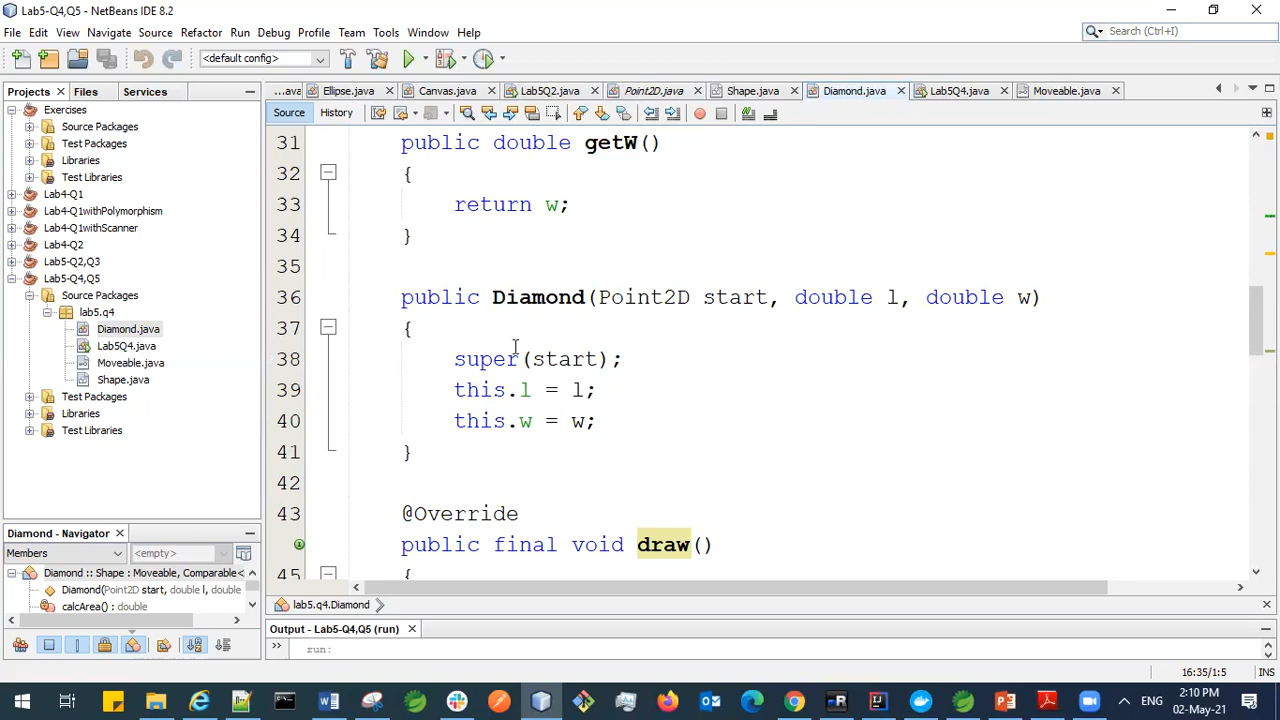 Lab5-Q4,Q5 - NetBeans IDE 8.2
File Edit View Navigate Source Refactor Run Debug Profile Team Tools Window Help
Search (Ctrl+I)
<default config>
Projects Files Services
...ava Ellipse.java Canvas.java Lab5Q2.java Point2D.java Shape.java Diamond.java Lab5Q4.java Moveable.java
Source History
Exercises
Source Packages
Test Packages
Libraries
Test Libraries
Lab4-Q1
Lab4-Q1withPolymorphism
Lab4-Q1withScanner
Lab4-Q2
Lab5-Q2,Q3
Lab5-Q4,Q5
Source Packages
lab5.q4
Diamond.java
Lab5Q4.java
Moveable.java
Shape.java
Test Packages
Libraries
Test Libraries
31 public double getW()
32 {
33 return w;
34 }
35
36 public Diamond(Point2D start, double l, double w)
37 {
38 super(start);
39 this.l = l;
40 this.w = w;
41 }
42
43 @Override
public final void draw()
45 {
Diamond - Navigator
Members <empty>
Diamond :: Shape : Moveable, Comparable<
Diamond(Point2D start, double l, double
calcArea() : double
lab5.q4.Diamond
Output - Lab5-Q4,Q5 (run)
run:
16:35/1:5 INS
ENG
2:10 PM
02-May-21